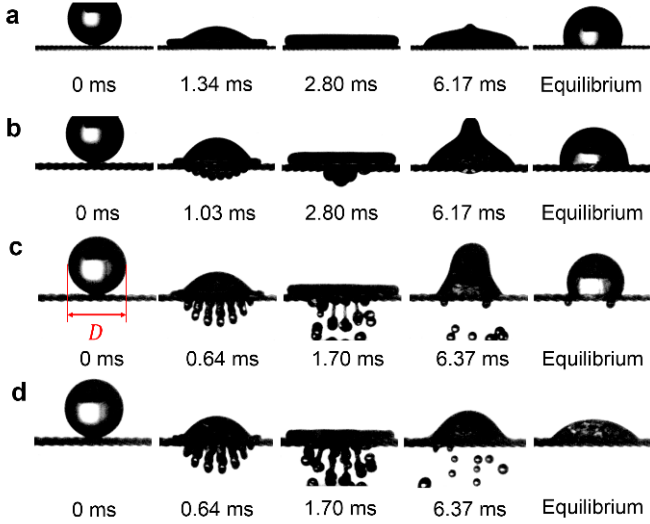 a
0 ms 1.34 ms 2.80 ms 6.17 ms Equilibrium
b
0 ms 1.03 ms 2.80 ms 6.17 ms Equilibrium
c
D
0 ms 0.64 ms 1.70 ms 6.37 ms Equilibrium
d
0 ms 0.64 ms 1.70 ms 6.37 ms Equilibrium